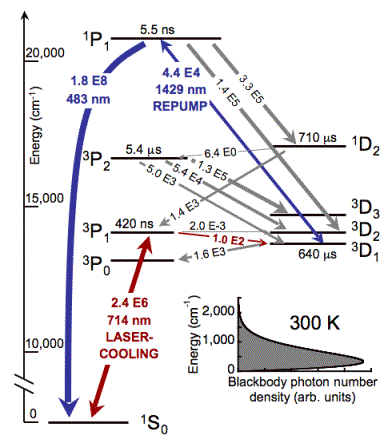 ¹P₁
5.5 ns
20,000
1.8 E8
483 nm
4.4 E4
1429 nm
REPUMP
1.4 E5
3.3 E5
Energy (cm⁻¹)
710 µs
¹D₂
³P₂
5.4 µs
6.4 E0
1.3 E5
5.4 E4
5.0 E3
1.4 E3
15,000
³D₃
³P₁
420 ns
2.0 E-3
³D₂
1.0 E2
³D₁
640 µs
³P₀
1.6 E3
2.4 E6
714 nm
LASER-
COOLING
10,000
0
¹S₀
300 K
2,000
1,000
0
Energy (cm⁻¹)
Blackbody photon number
density (arb. units)